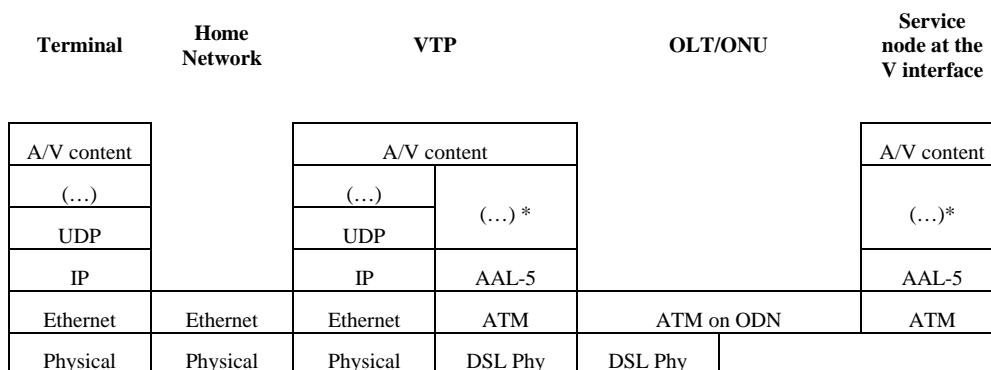 Terminal Home Network VTP OLT/ONU Service node at the V interface
A/V content A/V content A/V content
(…) (…) (…) * (…)*
UDP UDP
IP IP AAL-5 AAL-5
Ethernet Ethernet Ethernet ATM ATM on ODN ATM
Physical Physical Physical DSL Phy DSL Phy